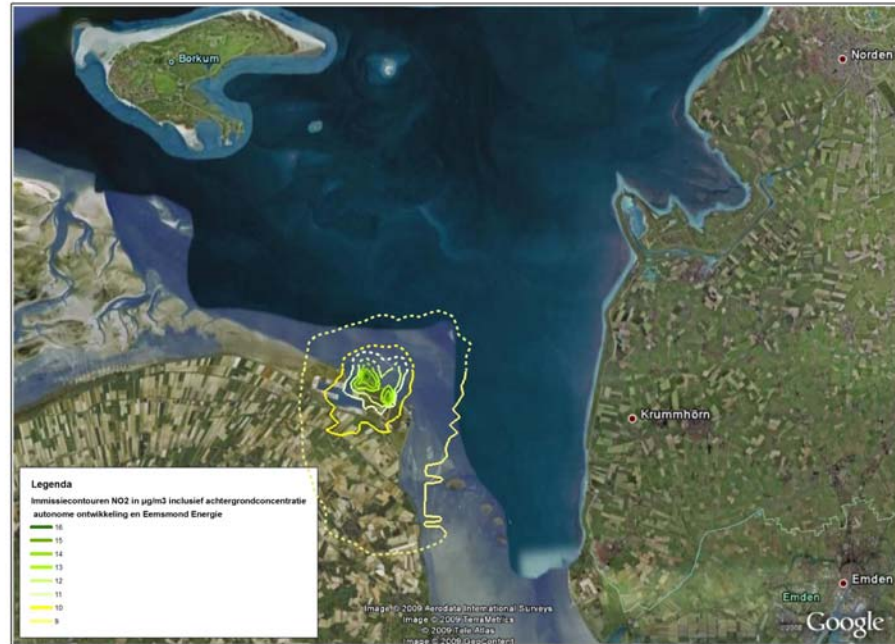 Borkum
Norden
Krummhörn
Legenda
Immissiecontouren NO2 in µg/m3 inclusief achtergrondconcentratie
autonome ontwikkeling en Eemsmond Energie
16
15
14
13
12
11
10
9
Emden
Emden
Image © 2009 Aerodata International Surveys
Image © 2009 TerraMetrics
© 2009 Tele Atlas
Image © 2009 GeoContent
Google